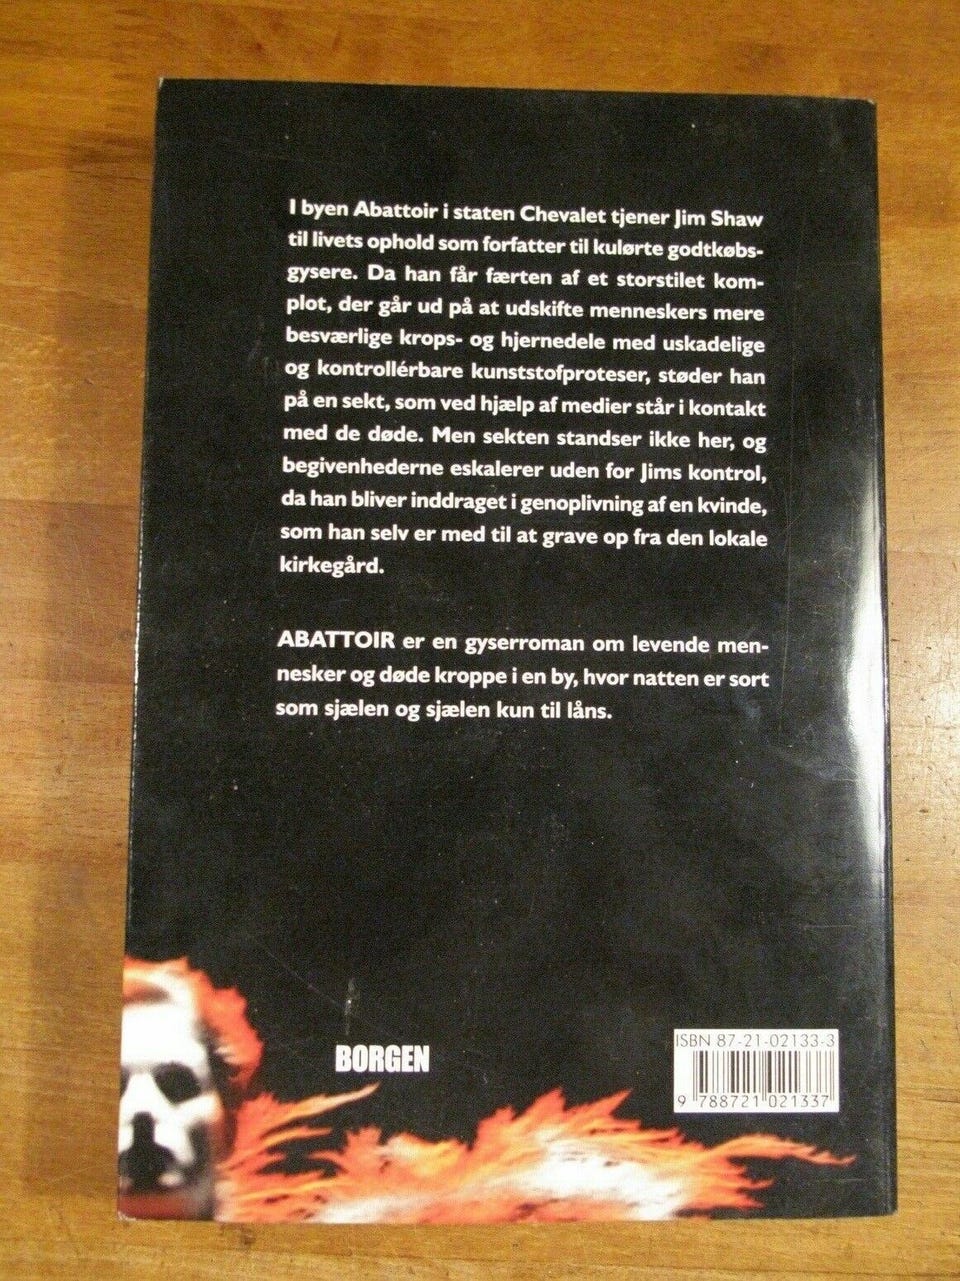 I byen Abattoir i staten Chevalet tjener Jim Shaw
til livets ophold som forfatter til kulørte godtkøbs-
gysere. Da han får færten af et storstilet kom-
plot, der går ud på at udskifte menneskers mere
besværlige krops- og hjernedele med uskadelige
og kontrollérbare kunststofproteser, støder han
på en sekt, som ved hjælp af medier står i kontakt
med de døde. Men sekten standser ikke her, og
begivenhederne eskalerer uden for Jims kontrol,
da han bliver inddraget i genoplivning af en kvinde,
som han selv er med til at grave op fra den lokale
kirkegård.
ABATTOIR er en gyserroman om levende men-
nesker og døde kroppe i en by, hvor natten er sort
som sjælen og sjælen kun til låns.
BORGEN
ISBN 87-21-02133-3
9 788721 021337